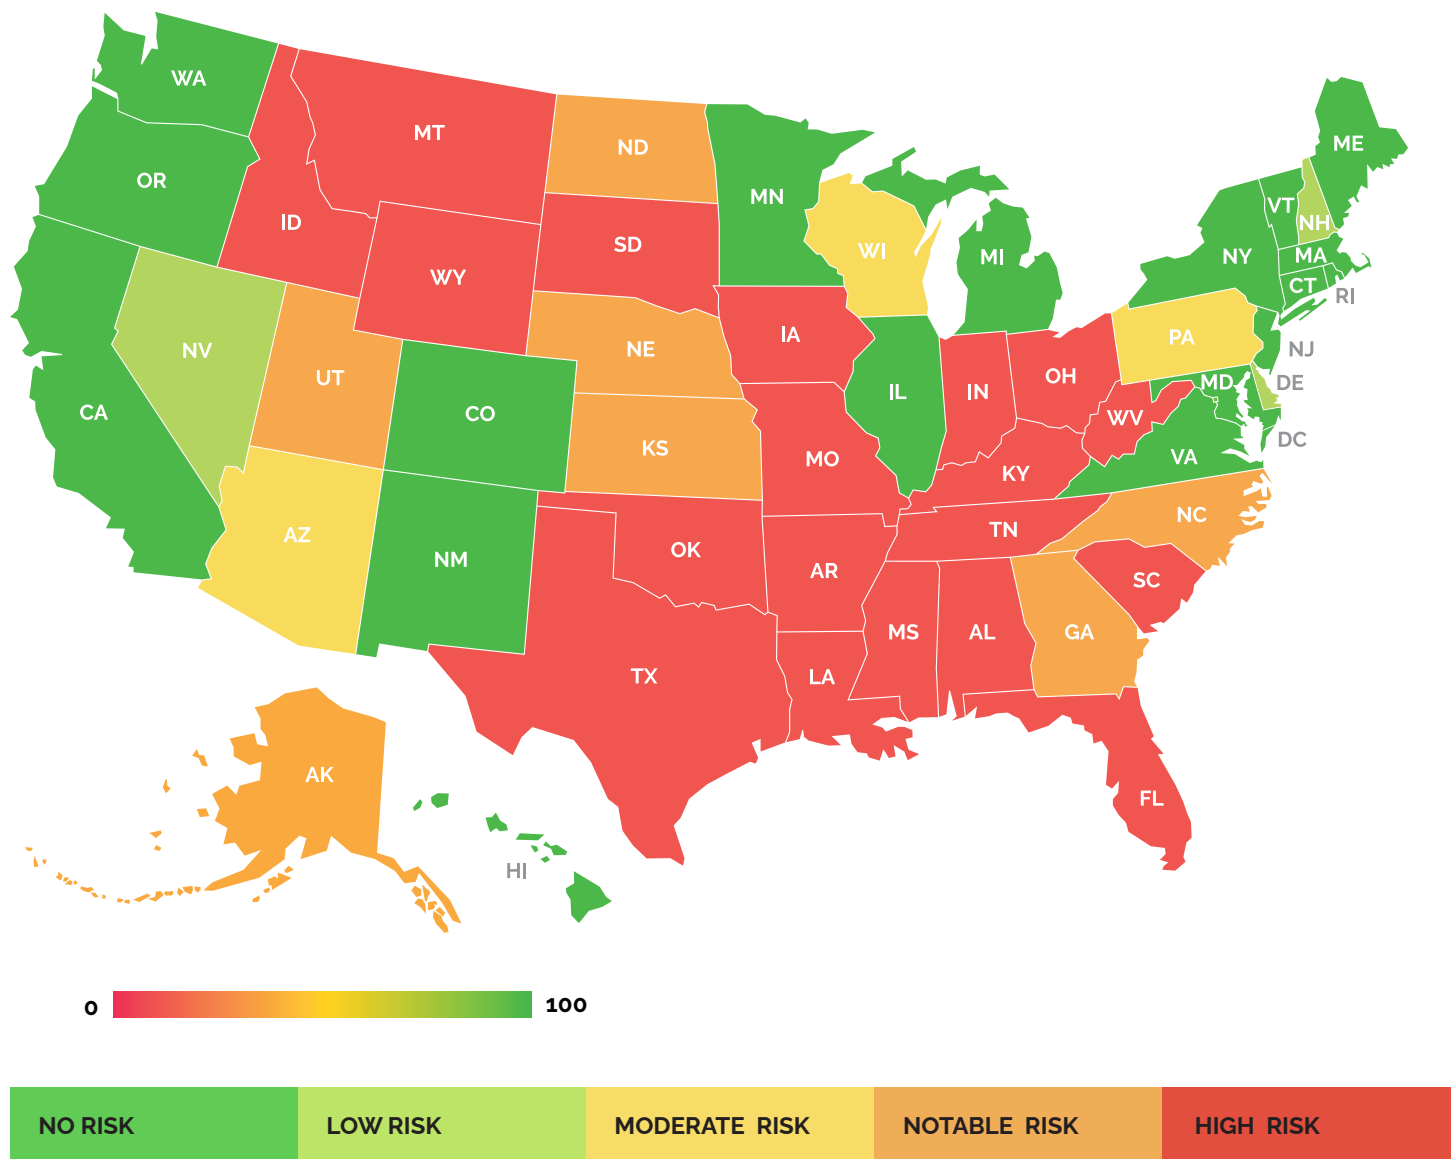 WA
MT
ND
ME
OR
MN
VT
NH
ID
SD
WI
MI
NY
MA
WY
CT
RI
IA
PA
NV
NE
NJ
UT
OH
MD
DE
CA
CO
IL
IN
WV
KS
DC
MO
KY
VA
AZ
NM
OK
TN
NC
AR
SC
MS
AL
GA
TX
LA
AK
FL
HI
0
100
NO RISK
LOW RISK
MODERATE RISK
NOTABLE RISK
HIGH RISK